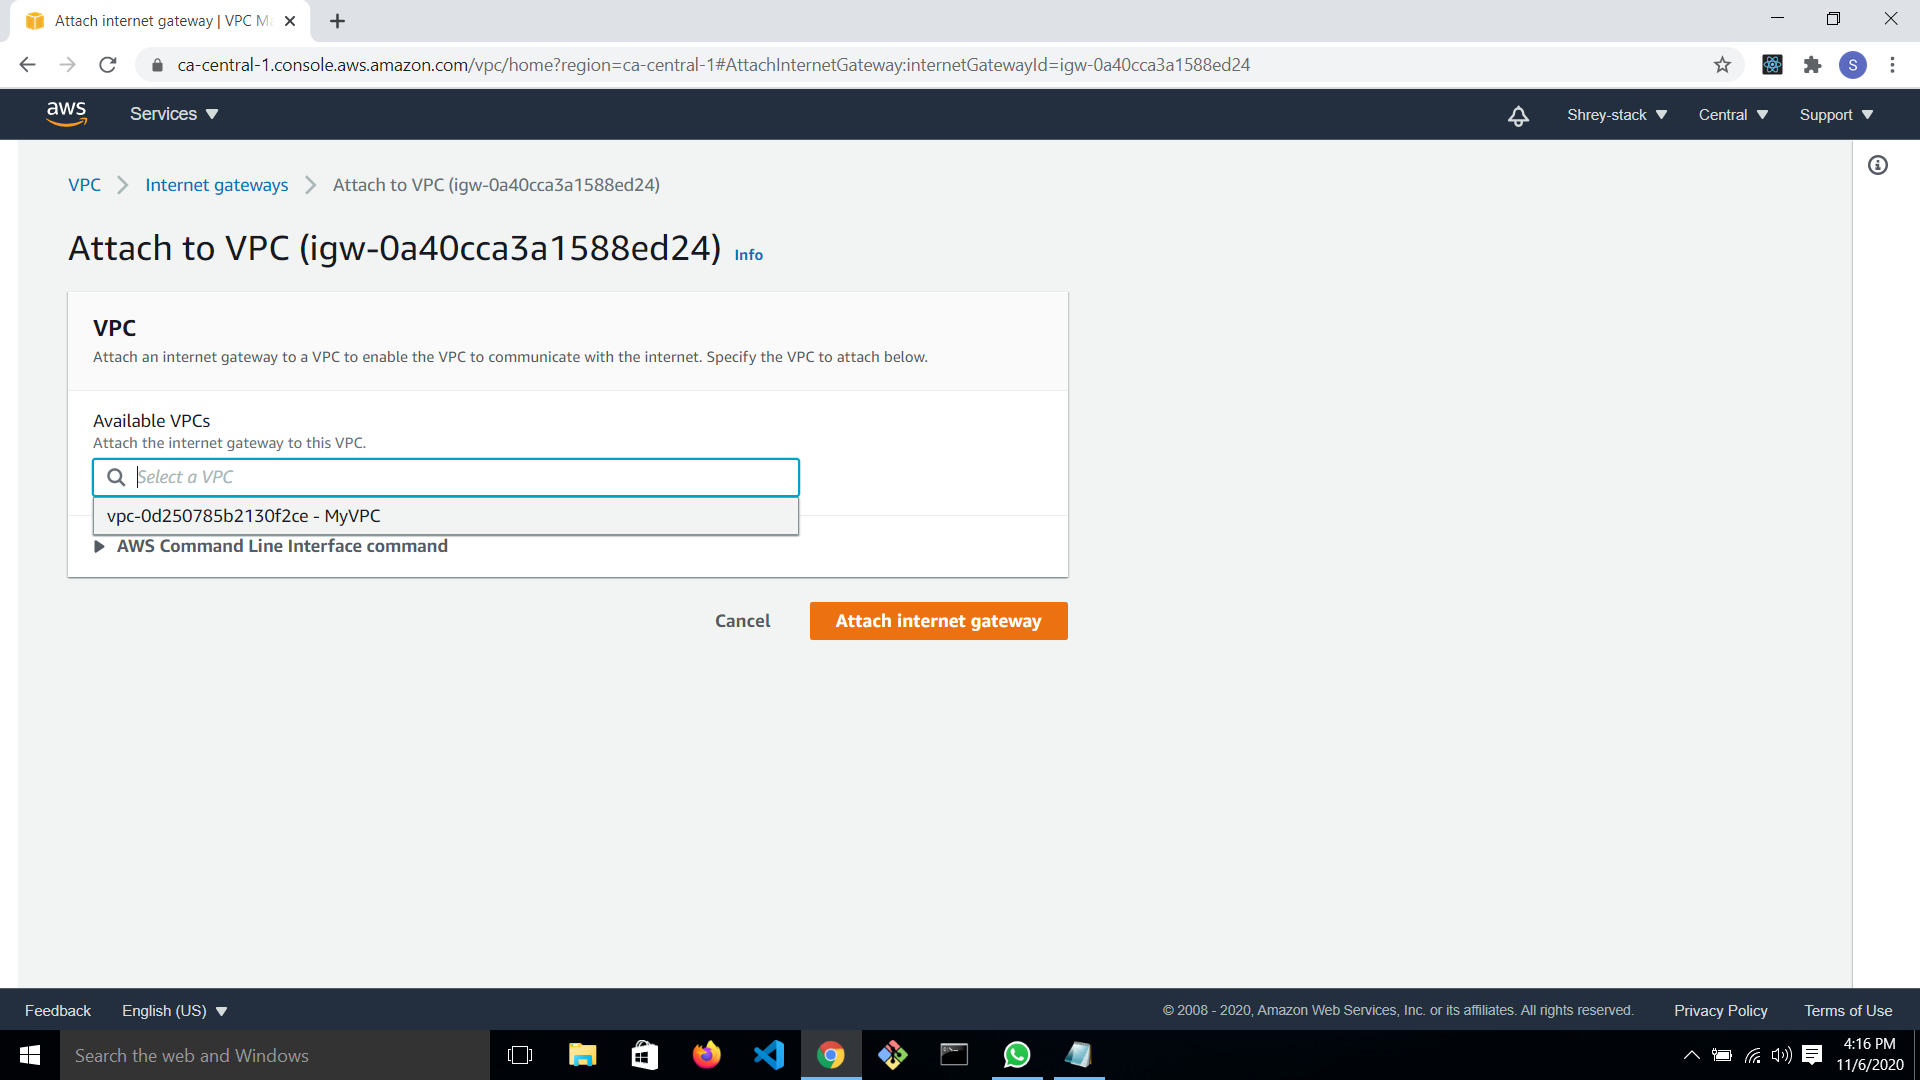 Attach internet gateway | VPC M
ca-central-1.console.aws.amazon.com/vpc/home?region=ca-central-1#AttachInternetGateway:internetGatewayId=igw-0a40cca3a1588ed24
S
aws Services Shrey-stack Central Support
VPC Internet gateways Attach to VPC (igw-0a40cca3a1588ed24)
Attach to VPC (igw-0a40cca3a1588ed24) Info
VPC
Attach an internet gateway to a VPC to enable the VPC to communicate with the internet. Specify the VPC to attach below.
Available VPCs
Attach the internet gateway to this VPC.
Select a VPC
vpc-0d250785b2130f2ce - MyVPC
AWS Command Line Interface command
Cancel Attach internet gateway
Feedback English (US) © 2008 - 2020, Amazon Web Services, Inc. or its affiliates. All rights reserved. Privacy Policy Terms of Use
Search the web and Windows
4:16 PM
11/6/2020